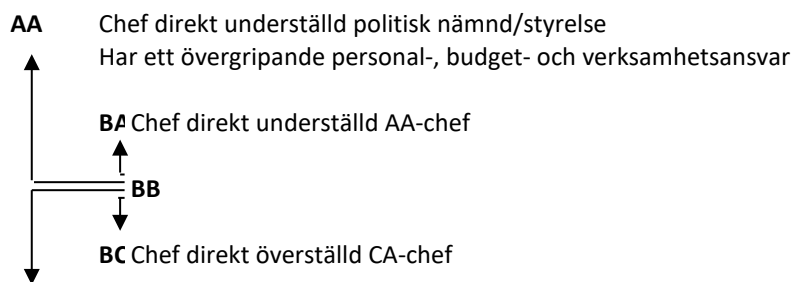 AA Chef direkt underställd politisk nämnd/styrelse
Har ett övergripande personal-, budget- och verksamhetsansvar
BA Chef direkt underställd AA-chef
BB
BC Chef direkt överställd CA-chef